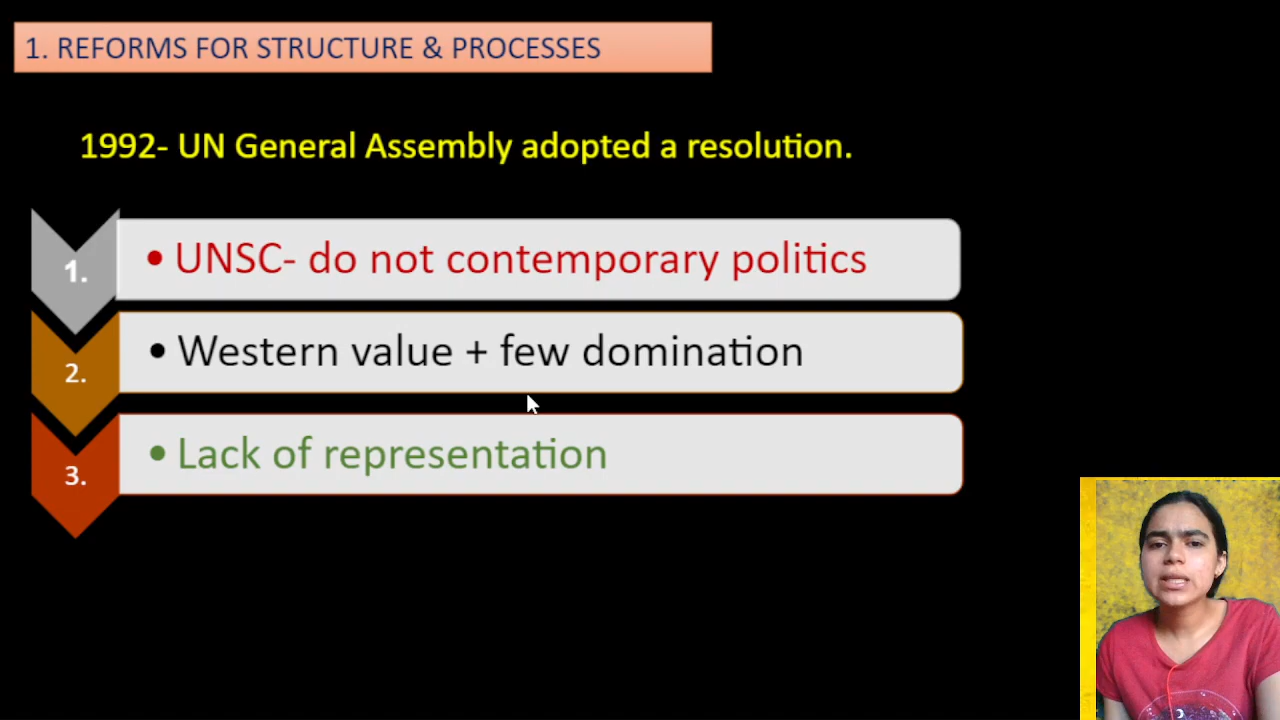 1. REFORMS FOR STRUCTURE & PROCESSES
1992- UN General Assembly adopted a resolution.
1.
• UNSC- do not contemporary politics
2.
• Western value + few domination
3.
• Lack of representation